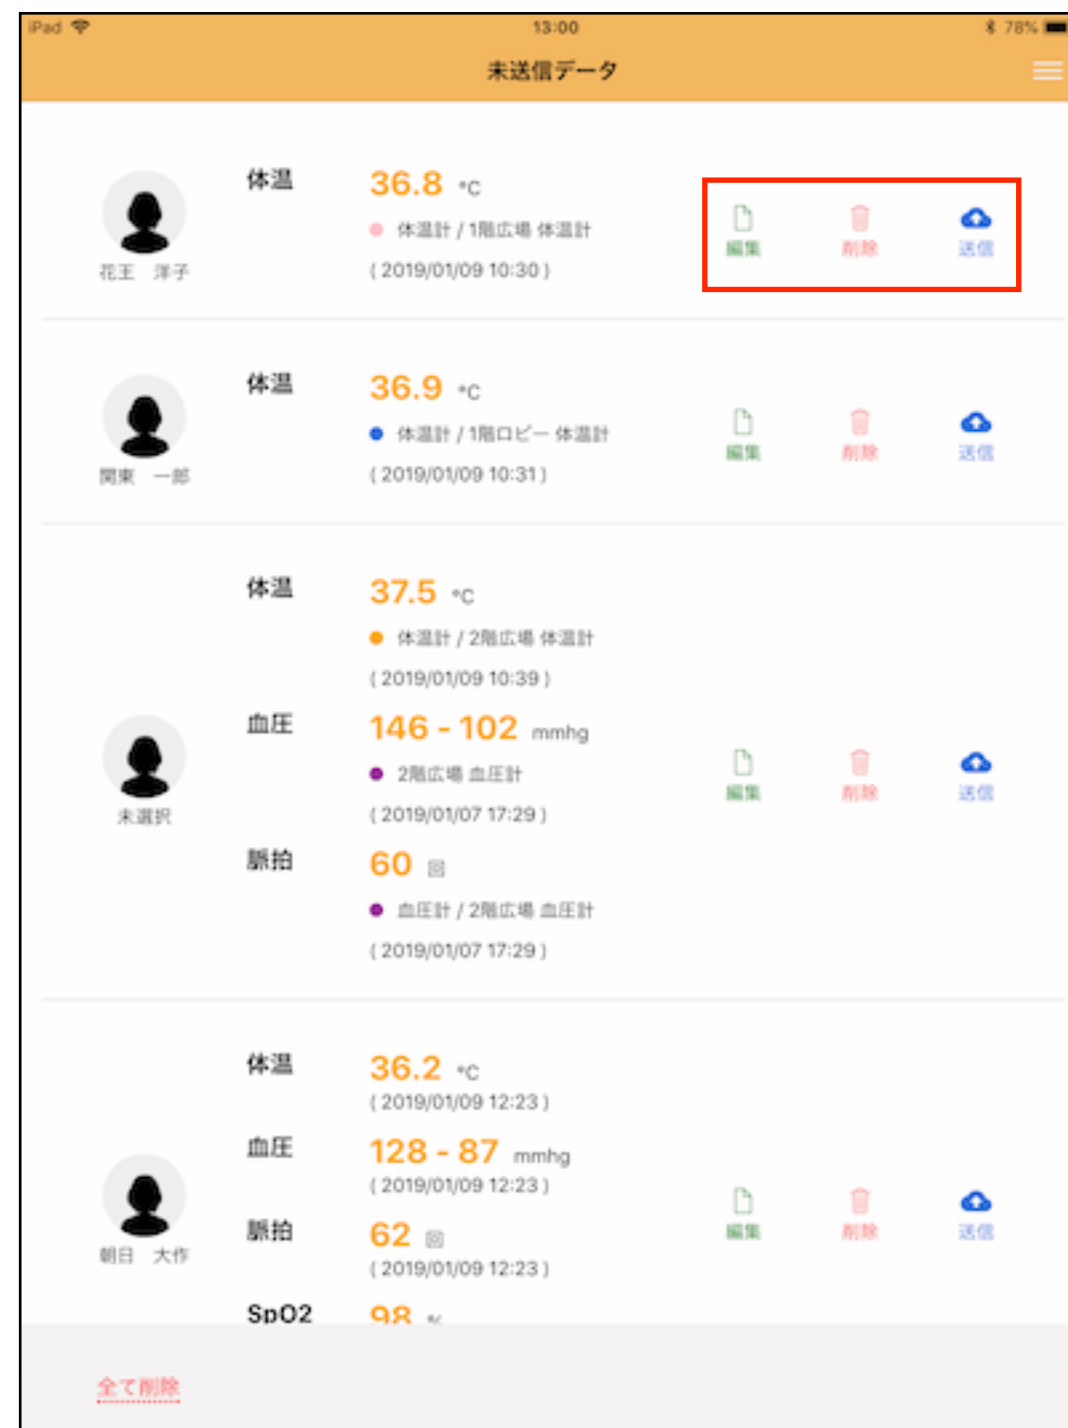 iPad 13:00 78%
未送信データ
体温 36.8 °C
体温計 / 1階広場 体温計
( 2019/01/09 10:30 )
花王 洋子
編集 削除 送信
体温 36.9 °C
体温計 / 1階ロビー 体温計
( 2019/01/09 10:31 )
関東 一郎
編集 削除 送信
体温 37.5 °C
体温計 / 2階広場 体温計
( 2019/01/09 10:39 )
血圧 146 - 102 mmhg
2階広場 血圧計
( 2019/01/07 17:29 )
未選択
編集 削除 送信
脈拍 60 回
血圧計 / 2階広場 血圧計
( 2019/01/07 17:29 )
体温 36.2 °C
( 2019/01/09 12:23 )
血圧 128 - 87 mmhg
( 2019/01/09 12:23 )
脈拍 62 回
( 2019/01/09 12:23 )
朝日 大作
編集 削除 送信
SpO2 98 %
全て削除